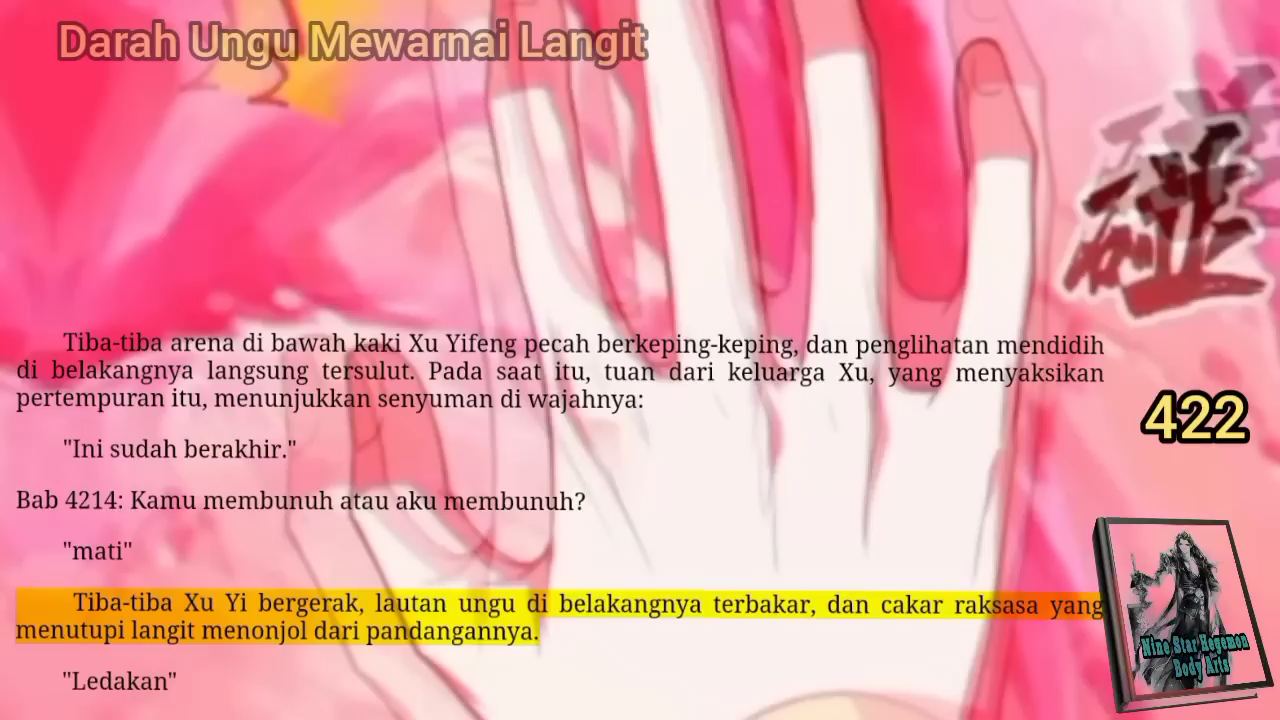 Darah Ungu Mewarnai Langit
碰
Tiba-tiba arena di bawah kaki Xu Yifeng pecah berkeping-keping, dan penglihatan mendidih
di belakangnya langsung tersulut. Pada saat itu, tuan dari keluarga Xu, yang menyaksikan
pertempuran itu, menunjukkan senyuman di wajahnya:
"Ini sudah berakhir."
422
Bab 4214: Kamu membunuh atau aku membunuh?
"mati"
Tiba-tiba Xu Yi bergerak, lautan ungu di belakangnya terbakar, dan cakar raksasa yang
menutupi langit menonjol dari pandangannya.
"Ledakan"
Nine Star Hegemon
Body Arts